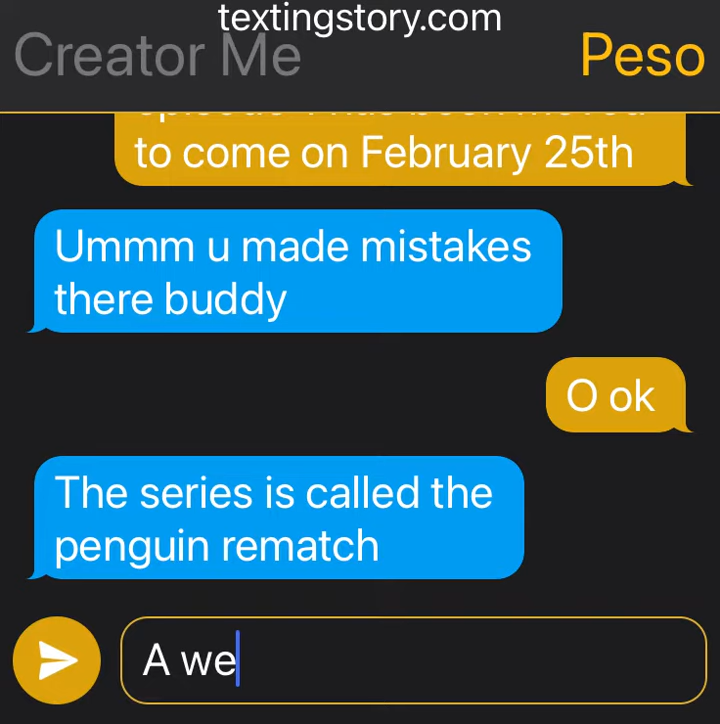 textingstory.com
Creator Me
Peso
to come on February 25th
Ummm u made mistakes
there buddy
O ok
The series is called the
penguin rematch
A we